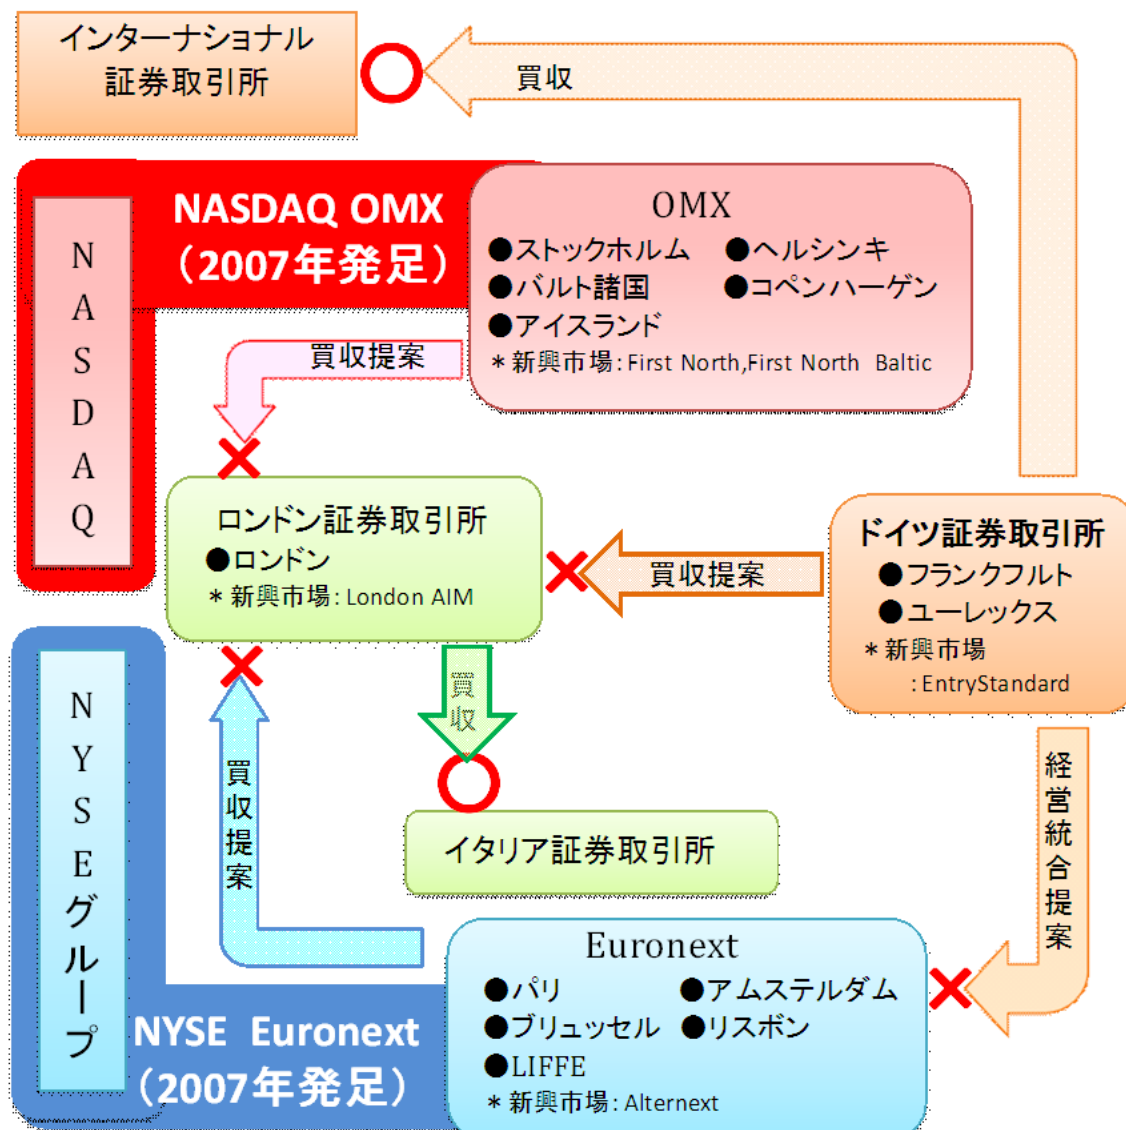 インターナショナル
証券取引所
買収
NASDAQ OMX
（2007年発足）
NASDAQ
OMX
●ストックホルム ●ヘルシンキ
●バルト諸国 ●コペンハーゲン
●アイスランド
＊新興市場：First North,First North Baltic
買収提案
ロンドン証券取引所
●ロンドン
＊新興市場：London AIM
買収提案
ドイツ証券取引所
●フランクフルト
●ユーレックス
＊新興市場
：EntryStandard
買収
イタリア証券取引所
買収提案
経営統合提案
NYSEグループ
NYSE Euronext
（2007年発足）
Euronext
●パリ ●アムステルダム
●ブリュッセル ●リスボン
●LIFFE
＊新興市場：Alternext